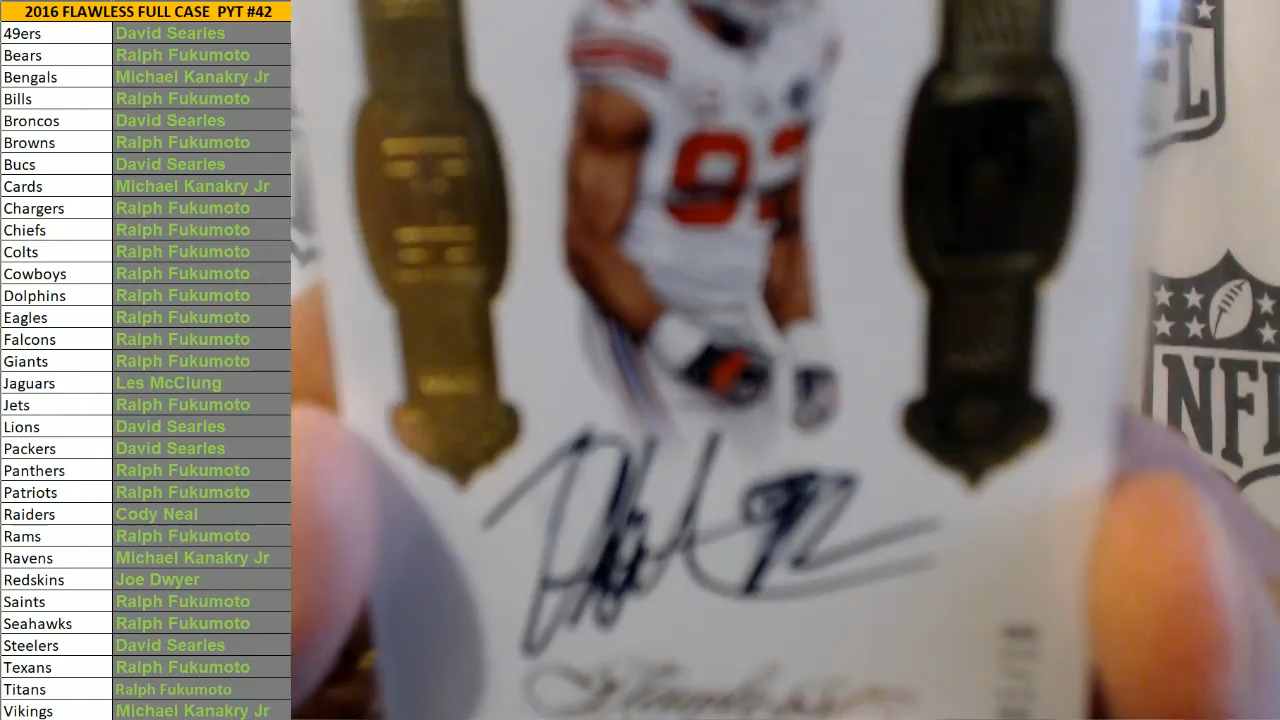 2016 FLAWLESS FULL CASE PYT #42
49ers David Searles
Bears Ralph Fukumoto
Bengals Michael Kanakry Jr
Bills Ralph Fukumoto
Broncos David Searles
Browns Ralph Fukumoto
Bucs David Searles
Cards Michael Kanakry Jr
Chargers Ralph Fukumoto
Chiefs Ralph Fukumoto
Colts Ralph Fukumoto
Cowboys Ralph Fukumoto
Dolphins Ralph Fukumoto
Eagles Ralph Fukumoto
Falcons Ralph Fukumoto
Giants Ralph Fukumoto
Jaguars Les McClung
Jets Ralph Fukumoto
Lions David Searles
Packers David Searles
Panthers Ralph Fukumoto
Patriots Ralph Fukumoto
Raiders Cody Neal
Rams Ralph Fukumoto
Ravens Michael Kanakry Jr
Redskins Joe Dwyer
Saints Ralph Fukumoto
Seahawks Ralph Fukumoto
Steelers David Searles
Texans Ralph Fukumoto
Titans Ralph Fukumoto
Vikings Michael Kanakry Jr
NFL
Flawless